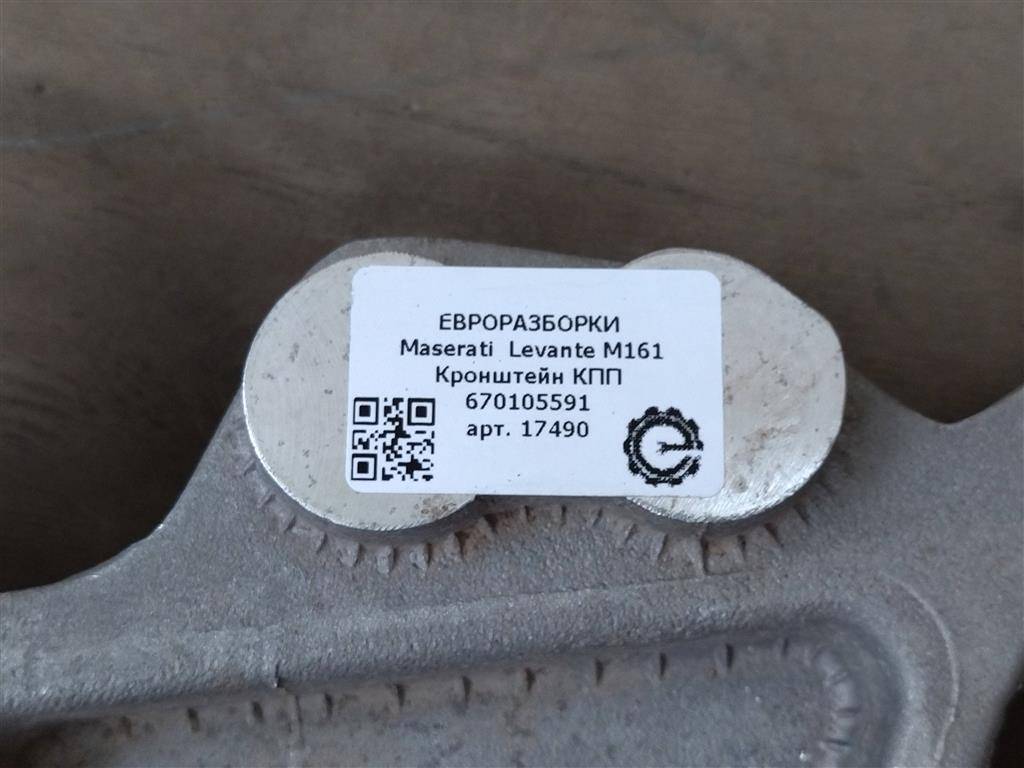 ЕВРОРАЗБОРКИ
Maserati Levante M161
Кронштейн КПП
670105591
арт. 17490